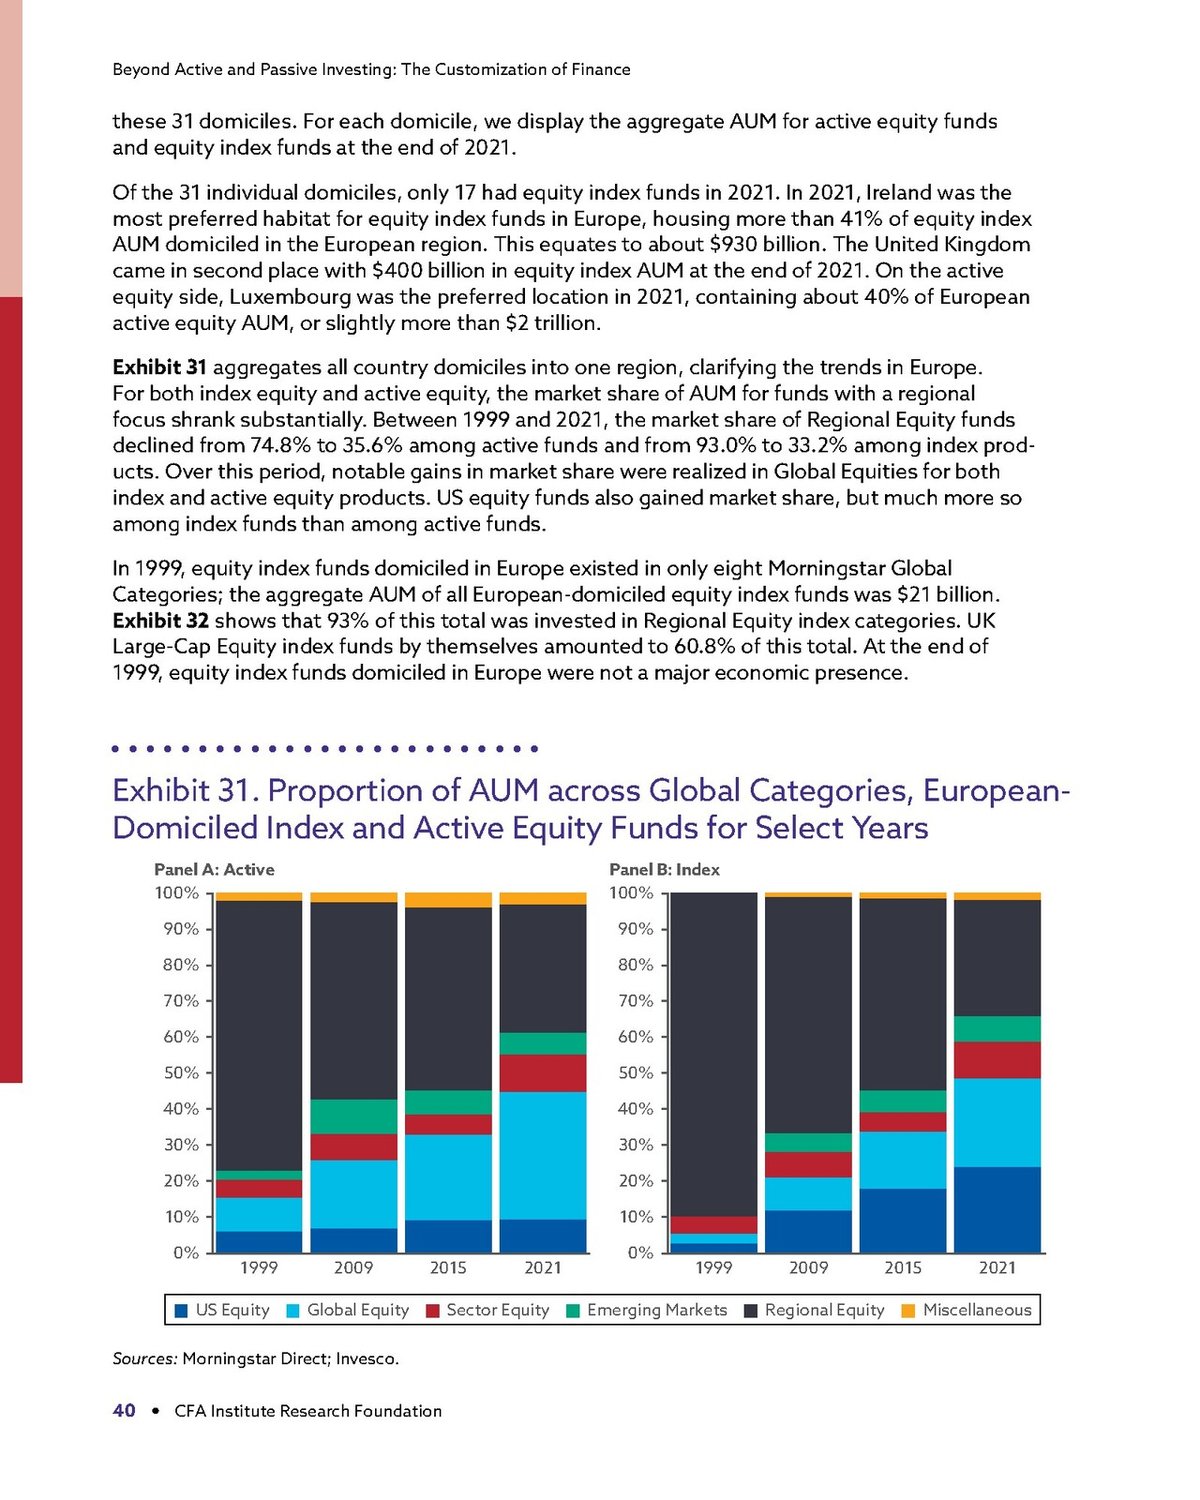 Beyond Active and Passive Investing: The Customization of Finance
these 31 domiciles. For each domicile, we display the aggregate AUM for active equity funds
and equity index funds at the end of 2021.
Of the 31 individual domiciles, only 17 had equity index funds in 2021. In 2021, Ireland was the
most preferred habitat for equity index funds in Europe, housing more than 41% of equity index
AUM domiciled in the European region. This equates to about $930 billion. The United Kingdom
came in second place with $400 billion in equity index AUM at the end of 2021. On the active
equity side, Luxembourg was the preferred location in 2021, containing about 40% of European
active equity AUM, or slightly more than $2 trillion.
Exhibit 31 aggregates all country domiciles into one region, clarifying the trends in Europe.
For both index equity and active equity, the market share of AUM for funds with a regional
focus shrank substantially. Between 1999 and 2021, the market share of Regional Equity funds
declined from 74.8% to 35.6% among active funds and from 93.0% to 33.2% among index prod-
ucts. Over this period, notable gains in market share were realized in Global Equities for both
index and active equity products. US equity funds also gained market share, but much more so
among index funds than among active funds.
In 1999, equity index funds domiciled in Europe existed in only eight Morningstar Global
Categories; the aggregate AUM of all European-domiciled equity index funds was $21 billion.
Exhibit 32 shows that 93% of this total was invested in Regional Equity index categories. UK
Large-Cap Equity index funds by themselves amounted to 60.8% of this total. At the end of
1999, equity index funds domiciled in Europe were not a major economic presence.
Exhibit 31. Proportion of AUM across Global Categories, European-
Domiciled Index and Active Equity Funds for Select Years
Panel A: Active
100%
90%
80%
70%
60%
50%
40%
30%
20%
10%
0%
1999 2009 2015 2021
Panel B: Index
100%
90%
80%
70%
60%
50%
40%
30%
20%
10%
0%
1999 2009 2015 2021
US Equity Global Equity Sector Equity Emerging Markets Regional Equity Miscellaneous
Sources: Morningstar Direct; Invesco.
40 • CFA Institute Research Foundation